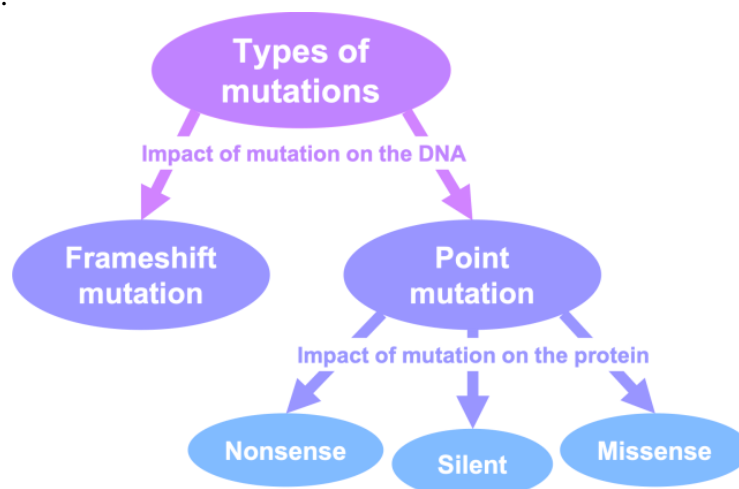 .
Types of
mutations
Impact of mutation on the DNA
Frameshift
mutation
Point
mutation
Impact of mutation on the protein
Nonsense
Silent
Missense